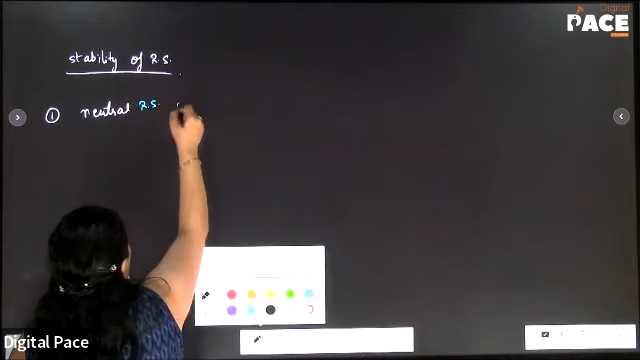 Digital
PACE
stability of R.S.
① neutral R.S.
Digital Pace